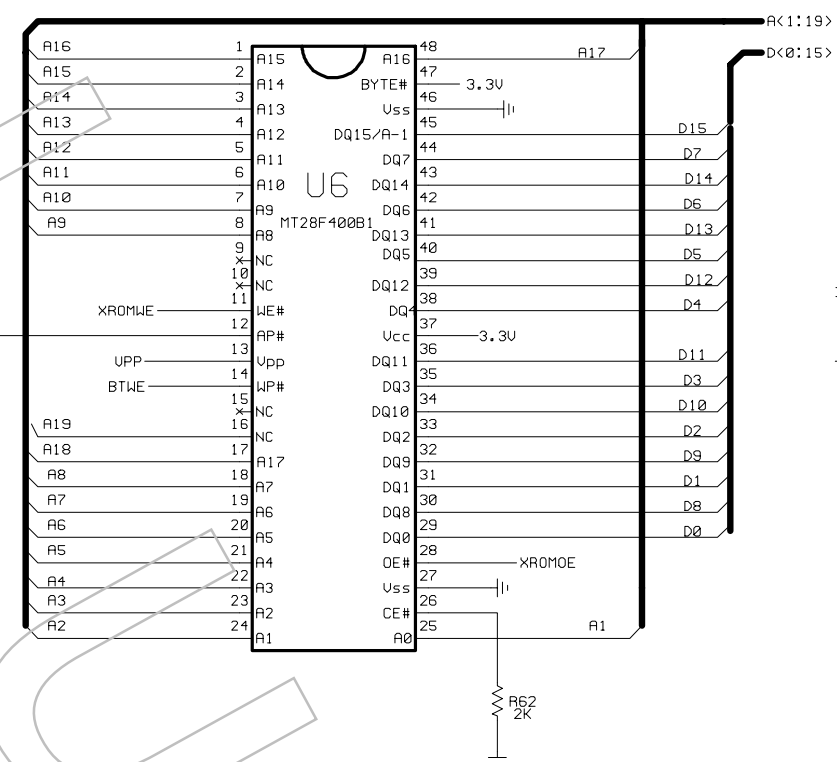 A<1:19>
D<0:15>
A16 1 A15 A16 48 A17
A15 2 A14 BYTE# 47 3.3V
A14 3 A13 Vss 46
A13 4 A12 DQ15/A-1 45 D15
A12 5 A11 DQ7 44 D7
A11 6 A10 DQ14 43 D14
A10 7 A9 DQ6 42 D6
A9 8 A8 DQ13 41 D13
U6
MT28F400B1
9 NC DQ5 40 D5
10 NC DQ12 39 D12
XROMWE 11 WE# DQ4 38 D4
12 AP# Vcc 37 3.3V
VPP 13 Vpp DQ11 36 D11
BTWE 14 WP# DQ3 35 D3
15 NC DQ10 34 D10
A19 16 NC DQ2 33 D2
A18 17 A17 DQ9 32 D9
A8 18 A7 DQ1 31 D1
A7 19 A6 DQ8 30 D8
A6 20 A5 DQ0 29 D0
A5 21 A4 OE# 28 XROMOE
A4 22 A3 Vss 27
A3 23 A2 CE# 26
A2 24 A1 A0 25 A1
R62
2K